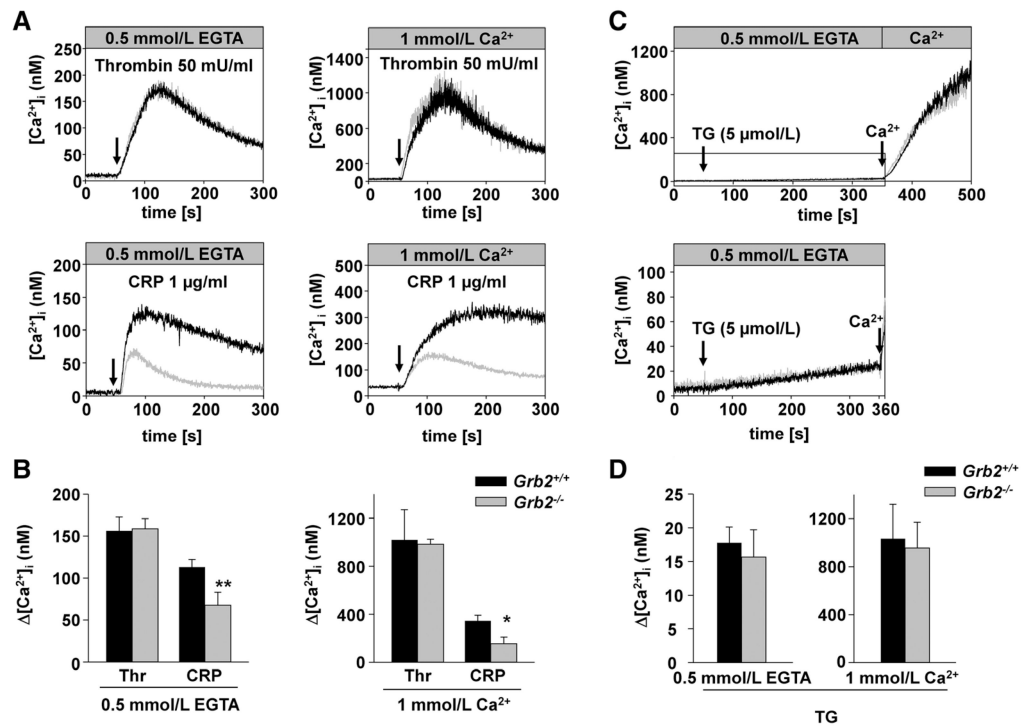 A
0.5 mmol/L EGTA
Thrombin 50 mU/ml
[Ca²⁺]ᵢ (nM)
250
200
150
100
50
0
0 100 200 300
time [s]
1 mmol/L Ca²⁺
Thrombin 50 mU/ml
[Ca²⁺]ᵢ (nM)
1400
1000
600
200
0
0 100 200 300
time [s]
0.5 mmol/L EGTA
CRP 1 µg/ml
[Ca²⁺]ᵢ (nM)
200
150
100
50
0
0 100 200 300
time [s]
1 mmol/L Ca²⁺
CRP 1 µg/ml
[Ca²⁺]ᵢ (nM)
500
400
300
200
100
0
0 100 200 300
time [s]
C
0.5 mmol/L EGTA Ca²⁺
TG (5 µmol/L)
Ca²⁺
[Ca²⁺]ᵢ (nM)
1200
800
400
0
0 100 200 300 400 500
time [s]
0.5 mmol/L EGTA
TG (5 µmol/L)
Ca²⁺
[Ca²⁺]ᵢ (nM)
100
80
60
40
20
0
0 100 200 300 360
time [s]
B
Δ[Ca²⁺]ᵢ (nM)
200
150
100
50
0
**
Thr CRP
0.5 mmol/L EGTA
Grb2⁺/⁺
Grb2⁻/⁻
Δ[Ca²⁺]ᵢ (nM)
1200
800
400
0
*
Thr CRP
1 mmol/L Ca²⁺
D
Grb2⁺/⁺
Grb2⁻/⁻
Δ[Ca²⁺]ᵢ (nM)
25
20
15
10
5
0
0.5 mmol/L EGTA
1200
800
400
0
1 mmol/L Ca²⁺
TG